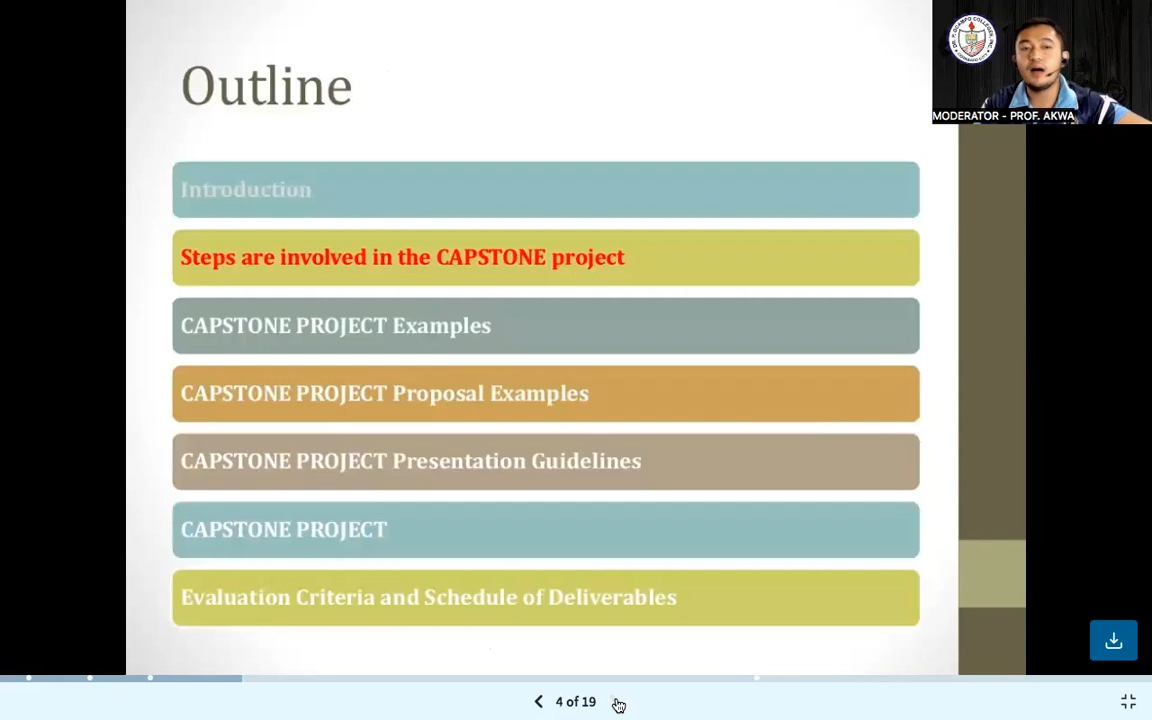 Outline
MODERATOR - PROF. AKWA
Introduction
Steps are involved in the CAPSTONE project
CAPSTONE PROJECT Examples
CAPSTONE PROJECT Proposal Examples
CAPSTONE PROJECT Presentation Guidelines
CAPSTONE PROJECT
Evaluation Criteria and Schedule of Deliverables
4 of 19